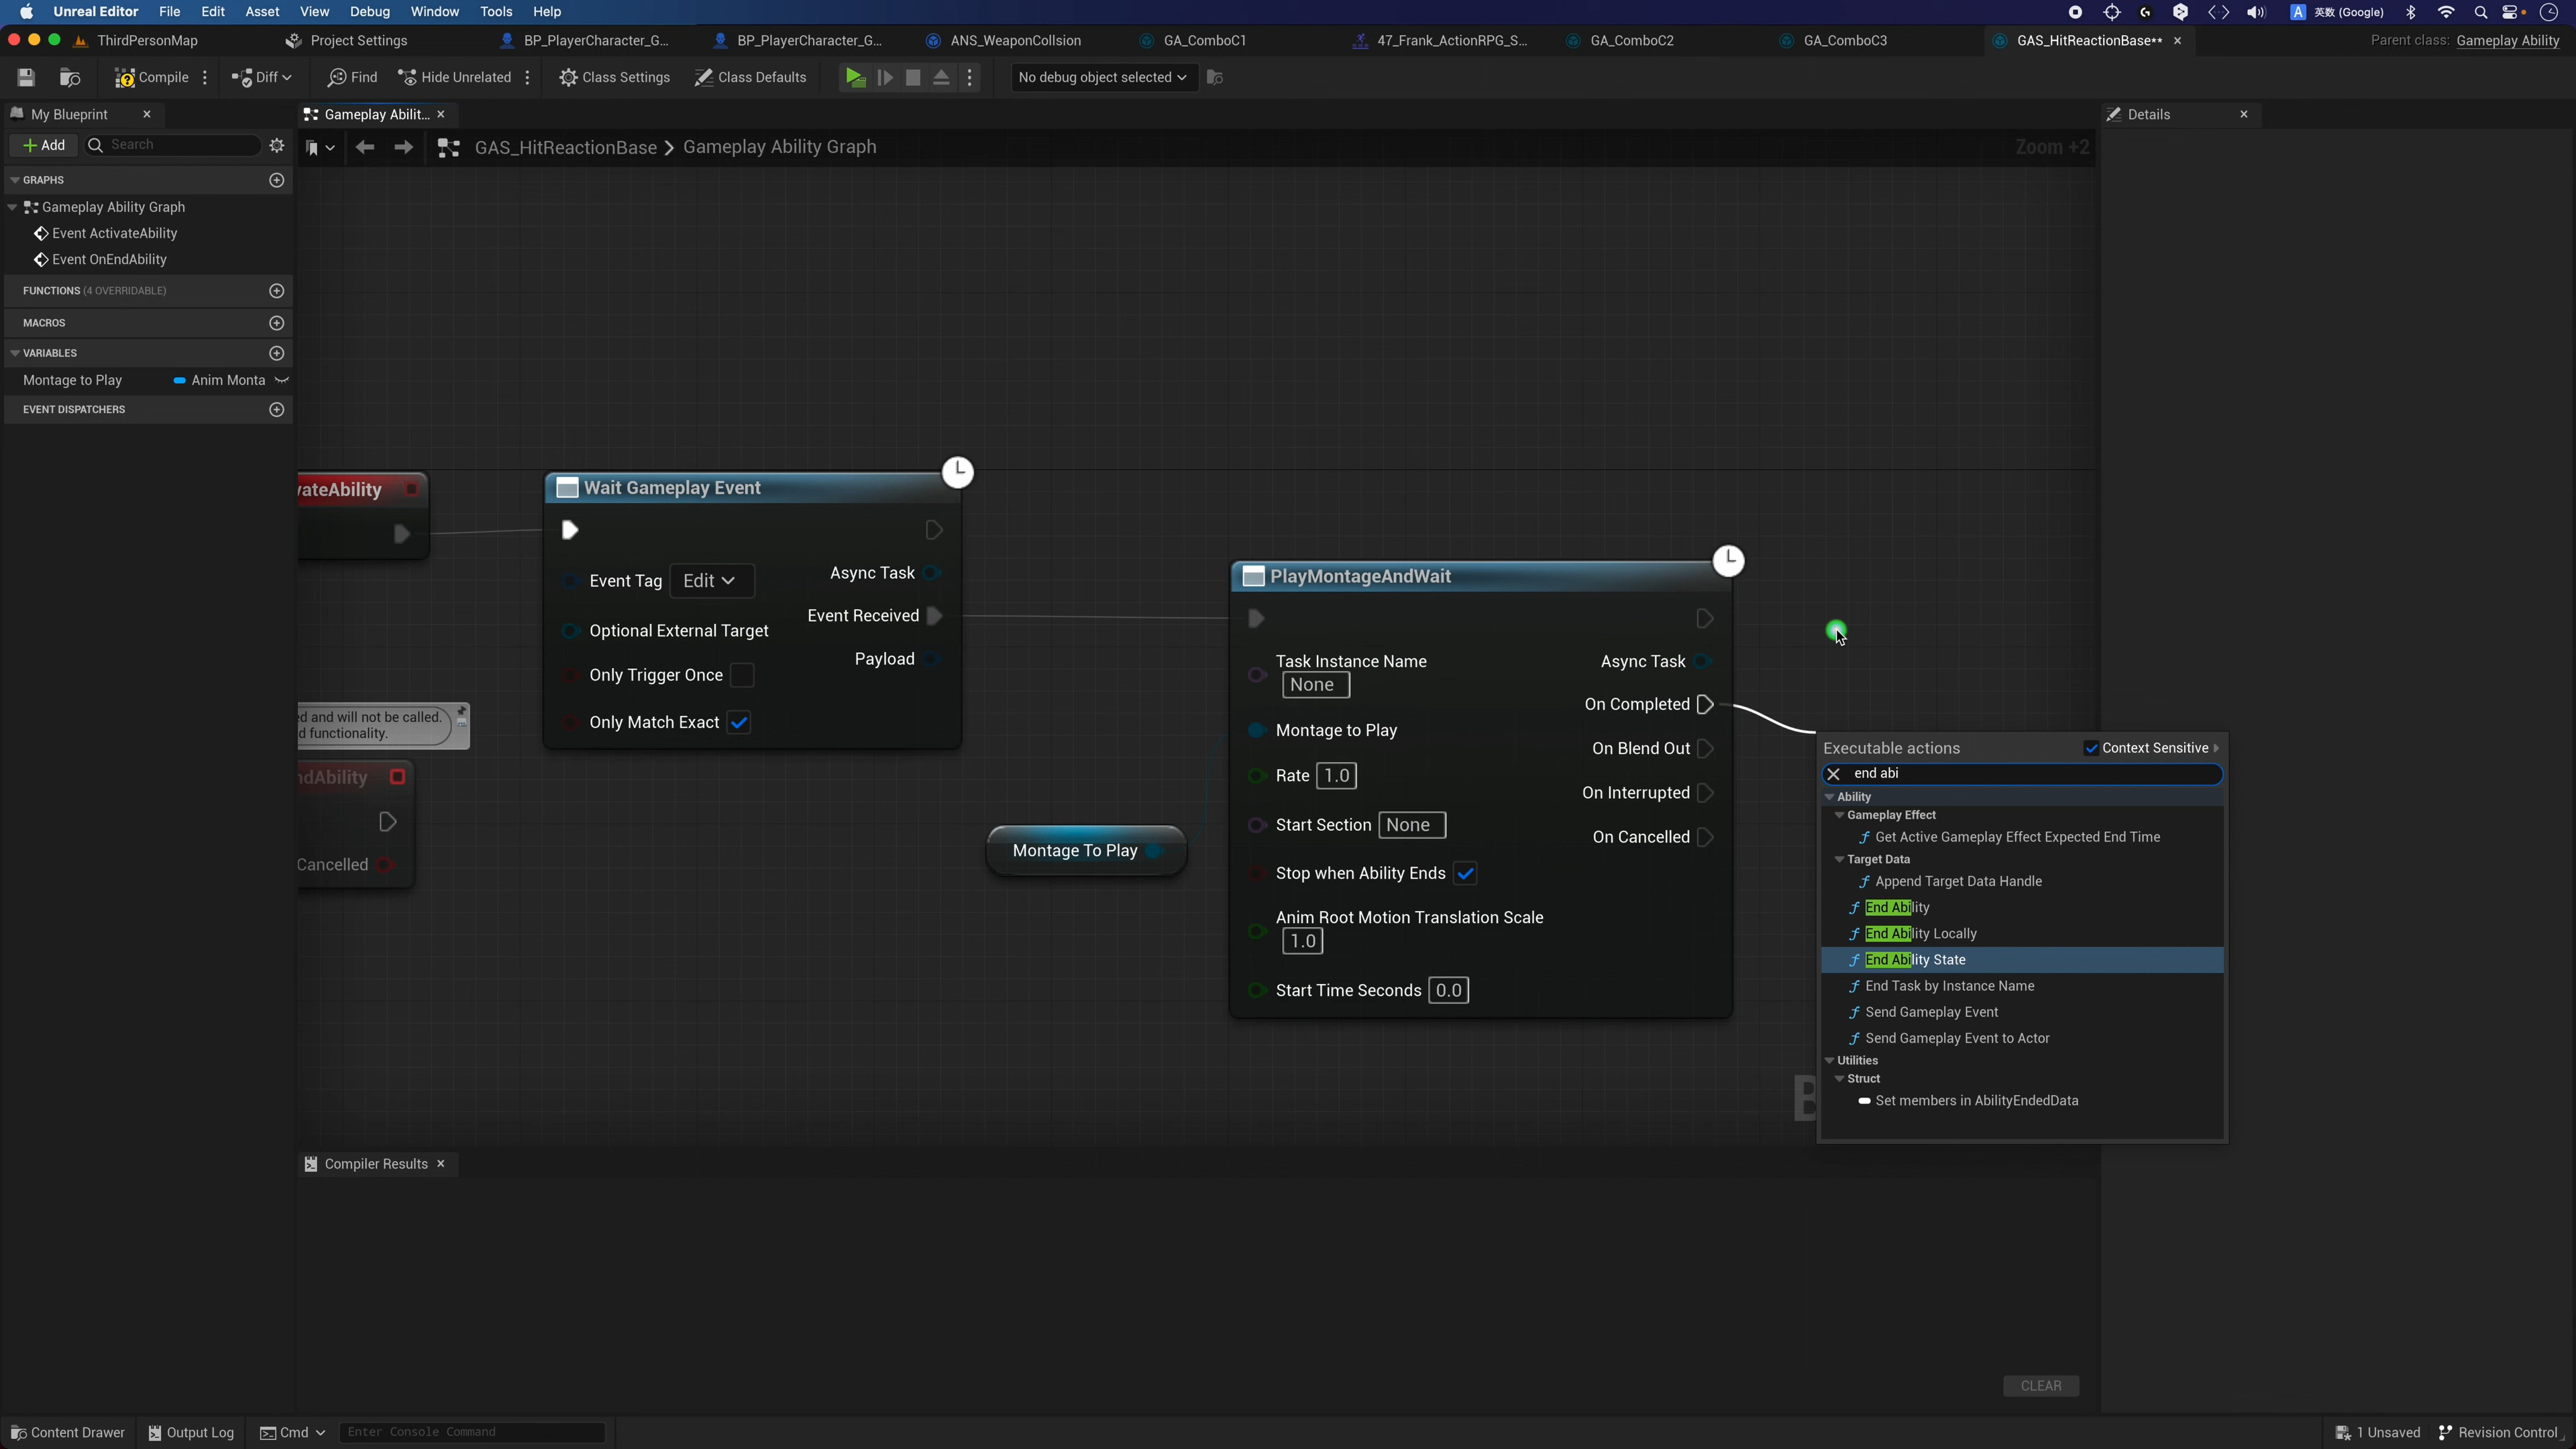 Unreal Editor File Edit Asset View Debug Window Tools Help
A 英数 (Google)
ThirdPersonMap Project Settings BP_PlayerCharacter_G... BP_PlayerCharacter_G... ANS_WeaponCollsion GA_ComboC1 47_Frank_ActionRPG_S... GA_ComboC2 GA_ComboC3 GAS_HitReactionBase** Parent class: Gameplay Ability
Compile Diff Find Hide Unrelated Class Settings Class Defaults No debug object selected
My Blueprint Gameplay Abilit... Details
Add Search
GAS_HitReactionBase > Gameplay Ability Graph Zoom +2
GRAPHS
Gameplay Ability Graph
Event ActivateAbility
Event OnEndAbility
FUNCTIONS (4 OVERRIDABLE)
MACROS
VARIABLES
Montage to Play Anim Monta
EVENT DISPATCHERS
vateAbility
Wait Gameplay Event
Async Task
Event Tag Edit
Event Received
Optional External Target
Payload
Only Trigger Once
Only Match Exact
ed and will not be called.
d functionality.
ndAbility
Cancelled
Montage To Play
PlayMontageAndWait
Task Instance Name
None
Async Task
On Completed
Montage to Play
On Blend Out
Rate 1.0
On Interrupted
Start Section None
On Cancelled
Stop when Ability Ends
Anim Root Motion Translation Scale
1.0
Start Time Seconds 0.0
Executable actions Context Sensitive
end abi
Ability
Gameplay Effect
Get Active Gameplay Effect Expected End Time
Target Data
Append Target Data Handle
End Ability
End Ability Locally
End Ability State
End Task by Instance Name
Send Gameplay Event
Send Gameplay Event to Actor
Utilities
Struct
Set members in AbilityEndedData
B
Compiler Results
CLEAR
Content Drawer Output Log Cmd Enter Console Command 1 Unsaved Revision Control